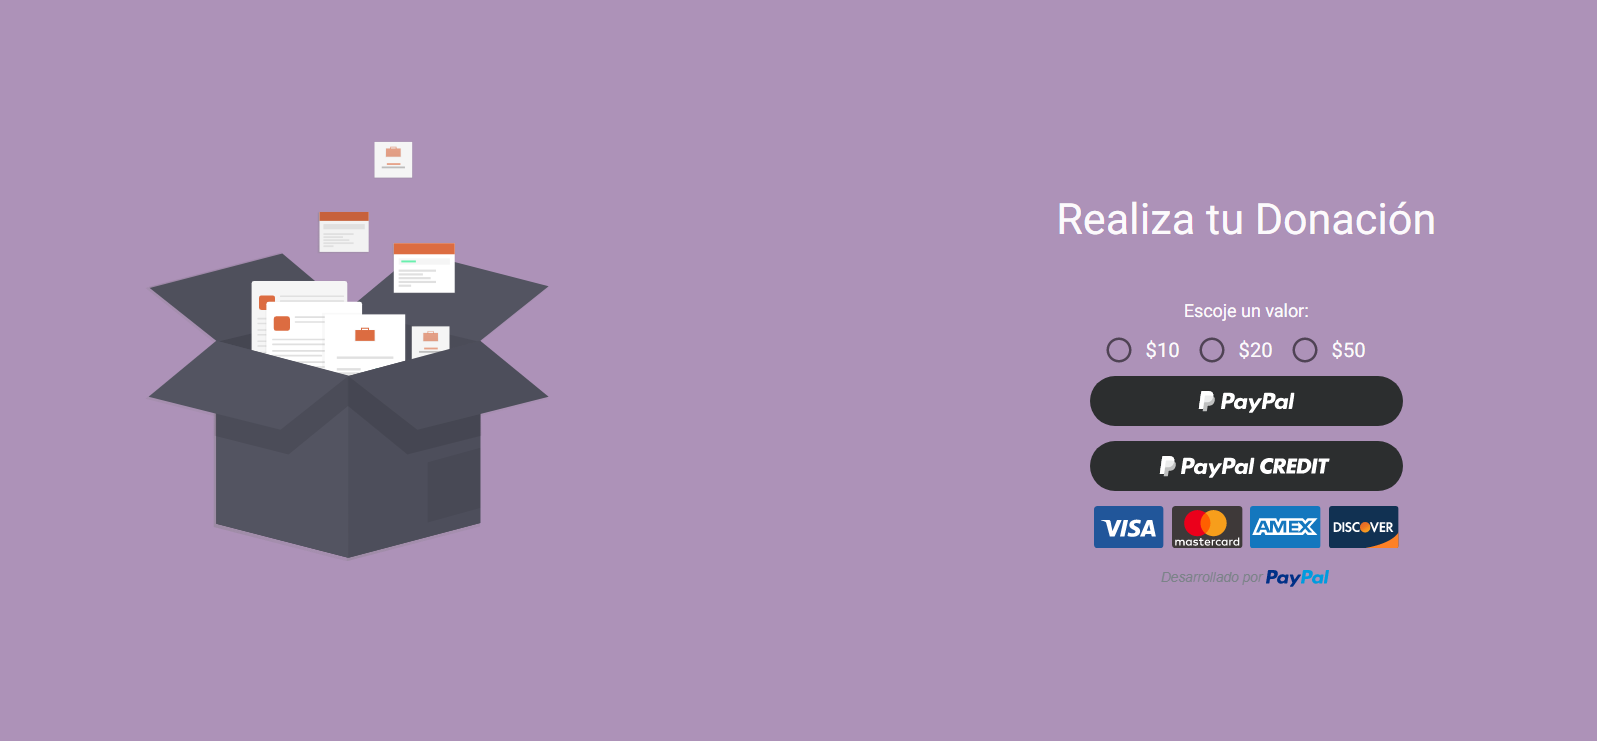 Realiza tu Donación
Escoje un valor:
$10 $20 $50
PayPal
PayPal CREDIT
VISA mastercard AMEX DISCOVER
Desarrollado por PayPal